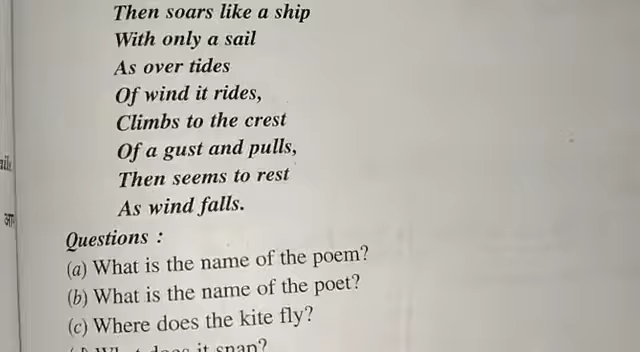 Then soars like a ship
With only a sail
As over tides
Of wind it rides,
Climbs to the crest
Of a gust and pulls,
Then seems to rest
As wind falls.
Questions :
(a) What is the name of the poem?
(b) What is the name of the poet?
(c) Where does the kite fly?
it snap?